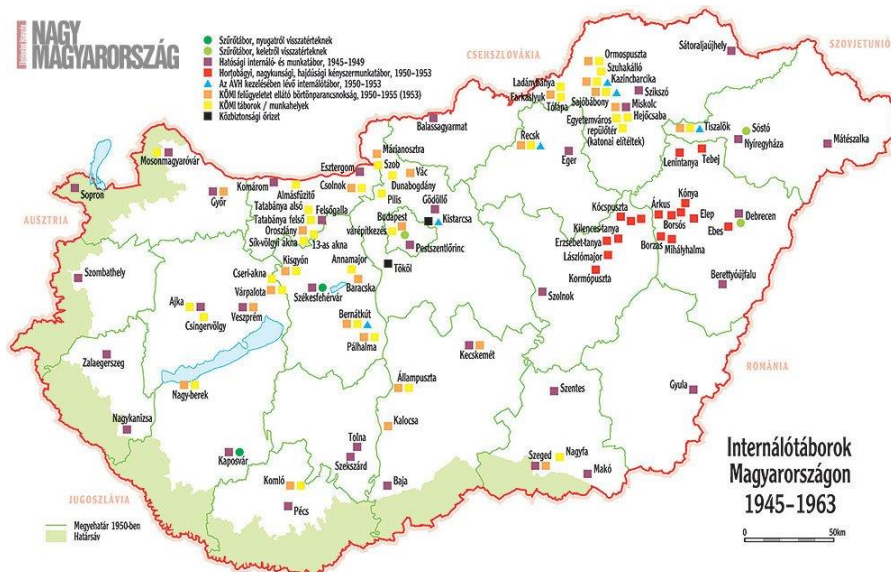 NAGY
MAGYARORSZÁG
Szűrőtábor, nyugatról visszatérteknek
Szűrőtábor, keletről visszatérteknek
Hatósági internáló- és munkatábor, 1945–1949
Hortobágyi, nagykunsági, hajdúsági kényszermunkatábor, 1950–1953
Az ÁVH kezelésében lévő internálótábor, 1950–1953
KÖMI felügyeletet ellátó börtönparancsnokság, 1950–1955 (1953)
KÖMI táborok / munkahelyek
Közbiztonsági őrizet
CSEHSZLOVÁKIA
SZOVJETUNIÓ
AUSZTRIA
ROMÁNIA
JUGOSZLÁVIA
Sátoraljaújhely
Ormospuszta
Szuhakálló
Kazincbarcika
Ladánybánya
Farkaslyuk
Tólápa
Sajóbábony
Szikszó
Miskolc
Egyetemváros
Hejőcsaba
repülőtér
(katonai elítéltek)
Tiszalök
Sóstó
Nyíregyháza
Mátészalka
Balassagyarmat
Recsk
Eger
Lenintanya
Tebej
Márianosztra
Esztergom
Szob
Vác
Csolnok
Dunabogdány
Pilis
Gödöllő
Mosonmagyaróvár
Sopron
Győr
Komárom
Almásfüzitő
Tatabánya alsó
Felsőgalla
Tatabánya felső
Oroszlány
Sík-völgyi akna
13-as akna
Budapest
várépítkezés
Kistarcsa
Pestszentlőrinc
Tököl
Kócspuszta
Kilences-tanya
Erzsébet-tanya
Lászlómajor
Kormópuszta
Kónya
Árkus
Borsós
Elep
Ebes
Borzas
Mihályhalma
Debrecen
Berettyóújfalu
Kisgyón
Cseri-akna
Annamajor
Várpalota
Székesfehérvár
Baracska
Szombathely
Ajka
Csingervölgy
Veszprém
Bernátkút
Pálhalma
Szolnok
Kecskemét
Zalaegerszeg
Nagy-berek
Állampuszta
Szentes
Gyula
Nagykanizsa
Kalocsa
Kaposvár
Tolna
Szekszárd
Szeged
Nagyfa
Makó
Komló
Baja
Pécs
Internálótáborok
Magyarországon
1945–1963
0
50km
Megyehatár 1950-ben
Határsáv